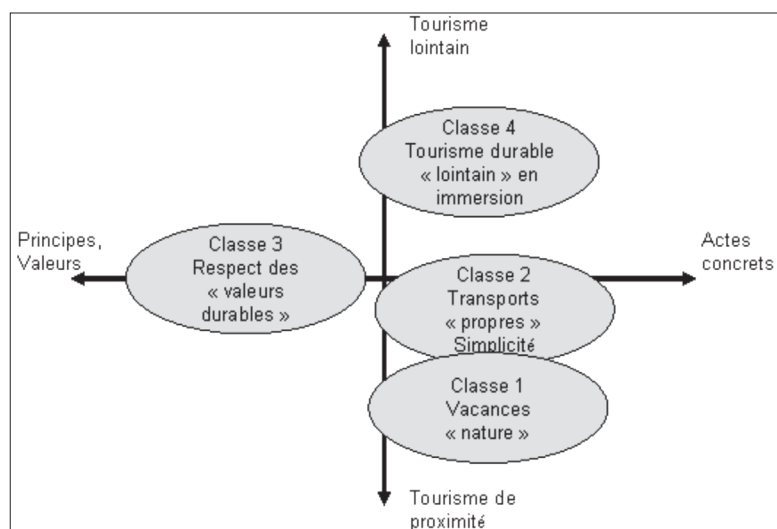 Tourisme
lointain
Classe 4
Tourisme durable
« lointain » en
immersion
Principes,
Valeurs
Classe 3
Respect des
« valeurs
durables »
Actes
concrets
Classe 2
Transports
« propres »
Simplicité
Classe 1
Vacances
« nature »
Tourisme de
proximité